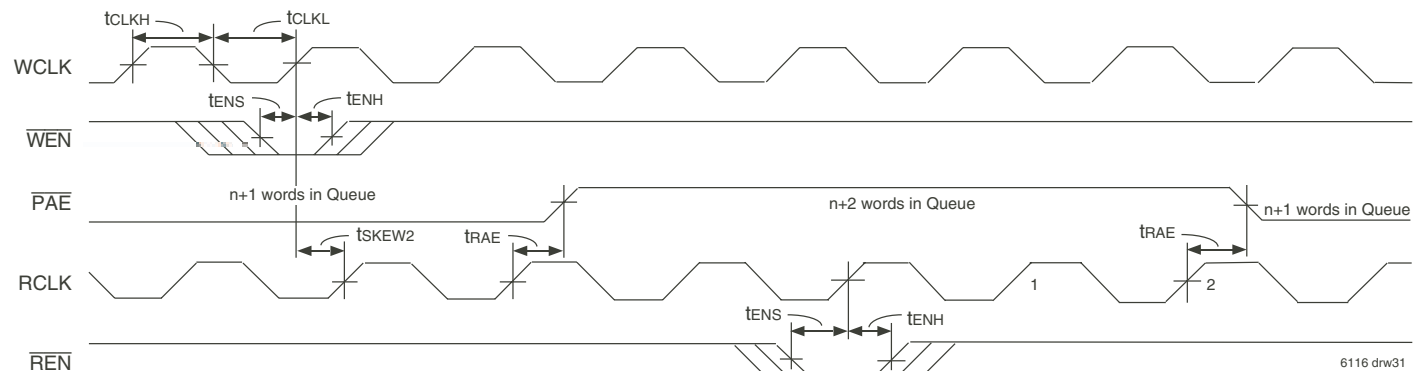 tCLKH tCLKL
WCLK
tENS tENH
WEN
n+1 words in Queue
PAE
n+2 words in Queue
n+1 words in Queue
tSKEW2 tRAE tRAE
RCLK
1 2
tENS tENH
REN
6116 drw31